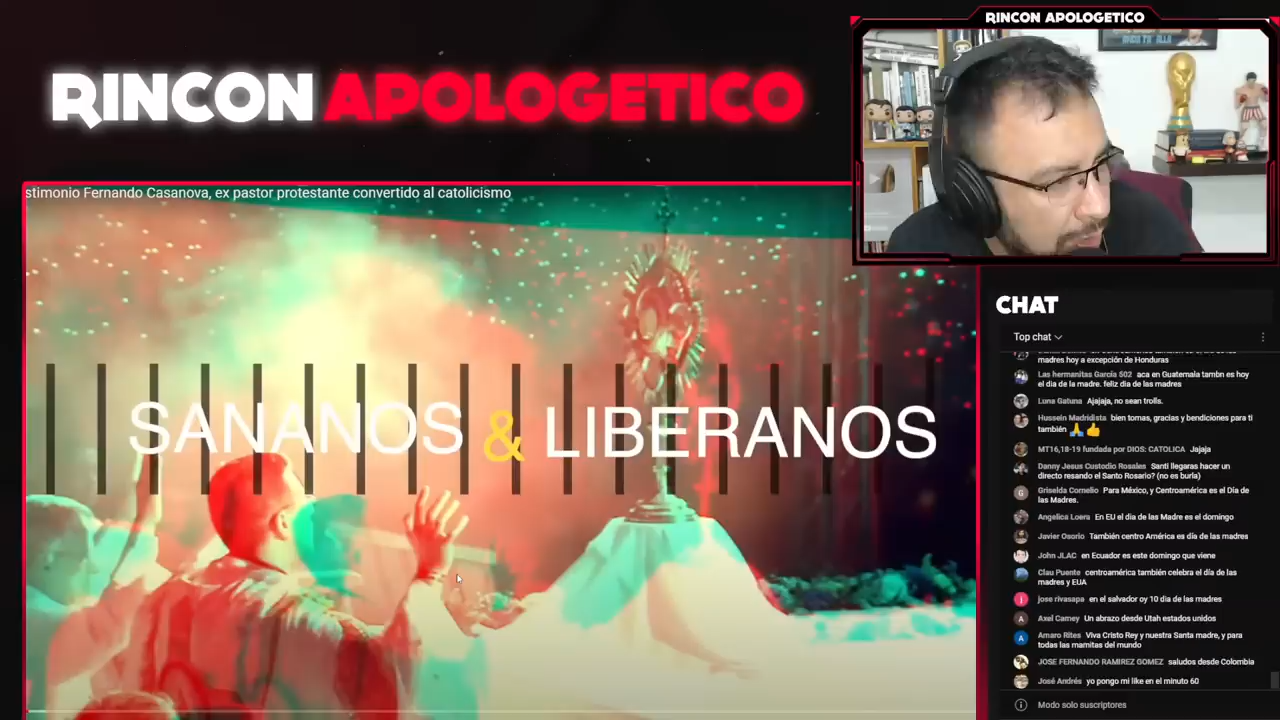 RINCON APOLOGETICO
RINCON APOLOGETICO
stimonio Fernando Casanova, ex pastor protestante convertido al catolicismo
SANANOS & LIBERANOS
CHAT
Top chat
madres hoy a excepción de Honduras
Las hermanitas García 502 aca en Guatemala tambn es hoy
el dia de la madre. feliz dia de las madres
Luna Gatuna Ajajaja, no sean trolls.
Hussein Madridista bien tomas, gracias y bendiciones para ti
también 🙏 👍
MT16,18-19 fundada por DIOS: CATOLICA Jajaja
Danny Jesus Custodio Rosales Santi llegaras hacer un
directo resando el Santo Rosario? (no es burla)
Griselda Cornelio Para México, y Centroamérica es el Día de
las Madres.
Angelica Loera En EU el dia de las Madre es el domingo
Javier Osorio También centro América es día de las madres
John JLAC en Ecuador es este domingo que viene
Clau Puente centroamérica también celebra el día de las
madres y EUA
jose rivasapa en el salvador oy 10 dia de las madres
Axel Camey Un abrazo desde Utah estados unidos
Amaro Rites Viva Cristo Rey y nuestra Santa madre, y para
todas las mamitas del mundo
JOSE FERNANDO RAMIREZ GOMEZ saludos desde Colombia
José Andrés yo pongo mi like en el minuto 60
Modo solo suscriptores